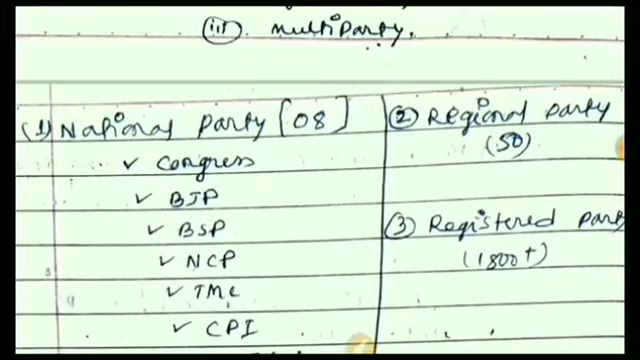 (iii) multiParty.
(1) National Party [08]
✓ Congress
✓ BJP
✓ BSP
✓ NCP
✓ TMC
✓ CPI
(2) Regional Party
(50)
(3) Registered Party
(1800+)